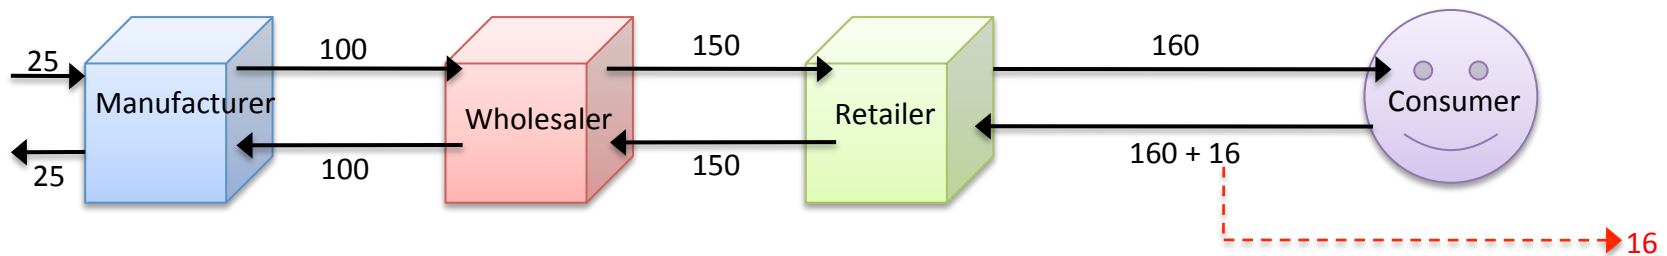 25
100
150
160
Manufacturer
Wholesaler
Retailer
Consumer
25
100
150
160 + 16
16